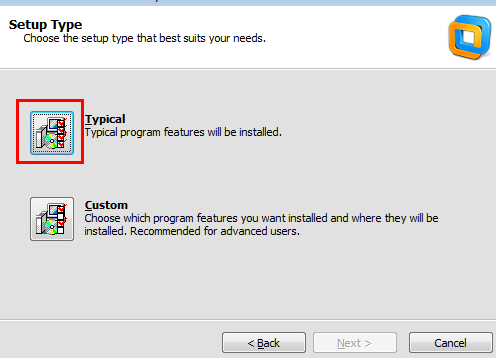 Setup Type
Choose the setup type that best suits your needs.
Typical
Typical program features will be installed.
Custom
Choose which program features you want installed and where they will be
installed. Recommended for advanced users.
< Back
Next >
Cancel